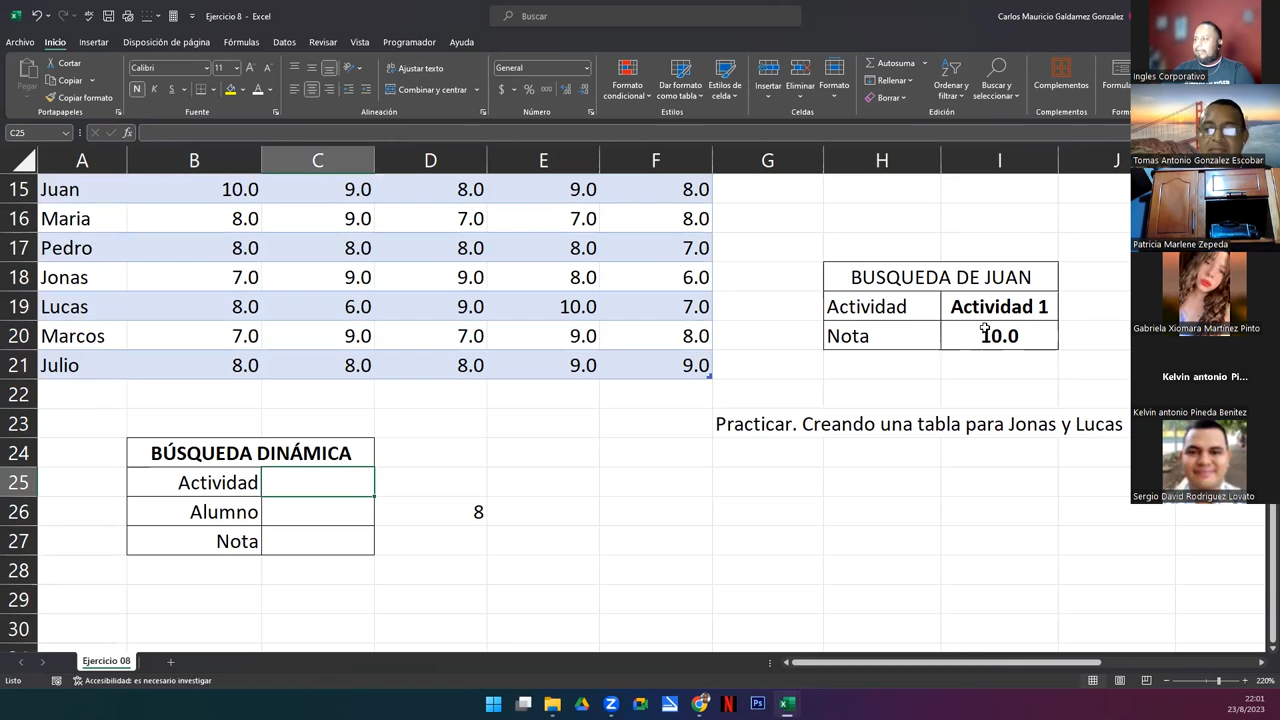 Ejercicio 8 - Excel
Buscar
Carlos Mauricio Galdamez Gonzalez
Archivo Inicio Insertar Disposición de página Fórmulas Datos Revisar Vista Programador Ayuda
Pegar
Cortar
Copiar
Copiar formato
Portapapeles
Calibri 11
N K S
Fuente
Ajustar texto
Combinar y centrar
Alineación
General
Número
Formato condicional
Dar formato como tabla
Estilos de celda
Estilos
Insertar Eliminar Formato
Celdas
Autosuma
Rellenar
Borrar
Ordenar y filtrar
Buscar y seleccionar
Edición
Complementos
Complementos
C25
A B C D E F G H I J
15 Juan 10.0 9.0 8.0 9.0 8.0
16 Maria 8.0 9.0 7.0 7.0 8.0
17 Pedro 8.0 8.0 8.0 8.0 7.0
18 Jonas 7.0 9.0 9.0 8.0 6.0 BUSQUEDA DE JUAN
19 Lucas 8.0 6.0 9.0 10.0 7.0 Actividad Actividad 1
20 Marcos 7.0 9.0 7.0 9.0 8.0 Nota 10.0
21 Julio 8.0 8.0 8.0 9.0 9.0
22
23 Practicar. Creando una tabla para Jonas y Lucas
24 BÚSQUEDA DINÁMICA
25 Actividad
26 Alumno 8
27 Nota
28
29
30
Ejercicio 08
Listo
Accesibilidad: es necesario investigar
220%
22:01
23/8/2023
Ingles Corporativo
Tomas Antonio Gonzalez Escobar
Patricia Marlene Zepeda
Gabriela Xiomara Martínez Pinto
Kelvin antonio Pi...
Kelvin antonio Pineda Benitez
Sergio David Rodriguez Lovato